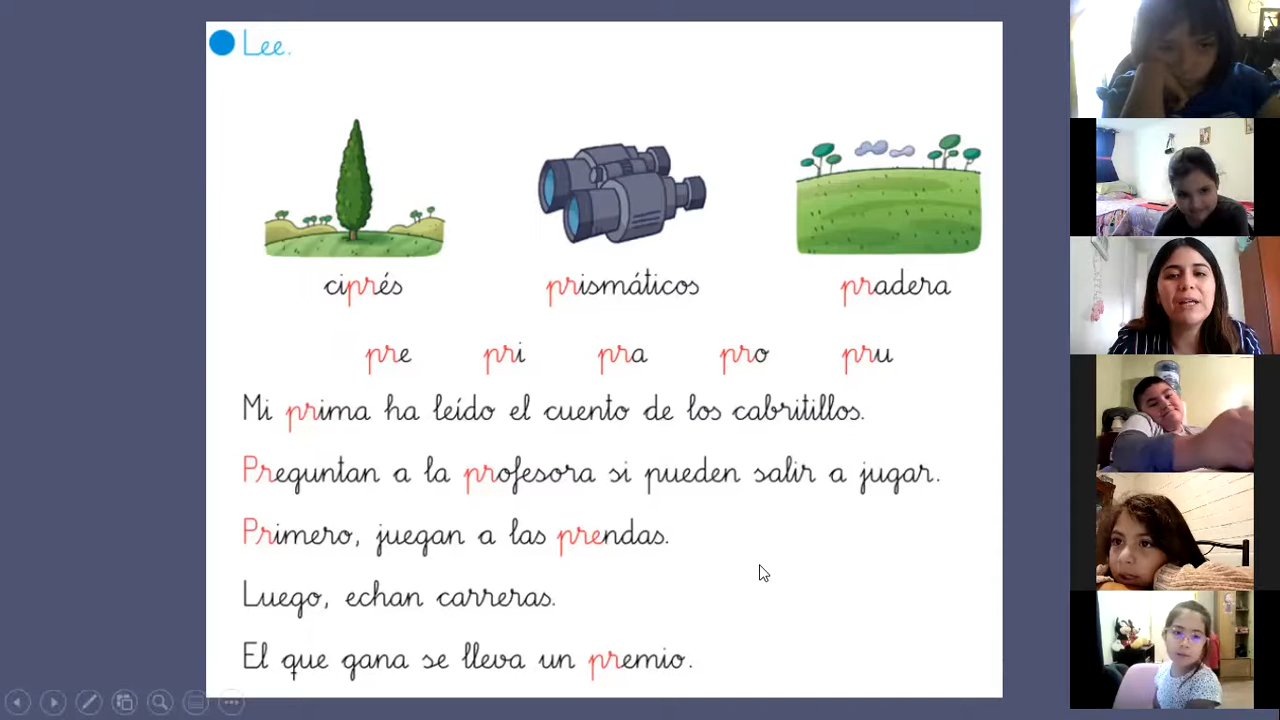 Lee.
ciprés prismáticos pradera
pre pri pra pro pru
Mi prima ha leído el cuento de los cabritillos.
Preguntan a la profesora si pueden salir a jugar.
Primero, juegan a las prendas.
Luego, echan carreras.
El que gana se lleva un premio.